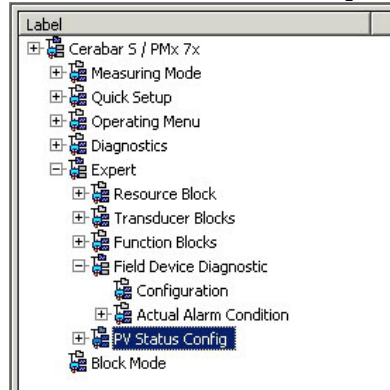 Label
Cerabar S / PMx 7x
Measuring Mode
Quick Setup
Operating Menu
Diagnostics
Expert
Resource Block
Transducer Blocks
Function Blocks
Field Device Diagnostic
Configuration
Actual Alarm Condition
PV Status Config
Block Mode